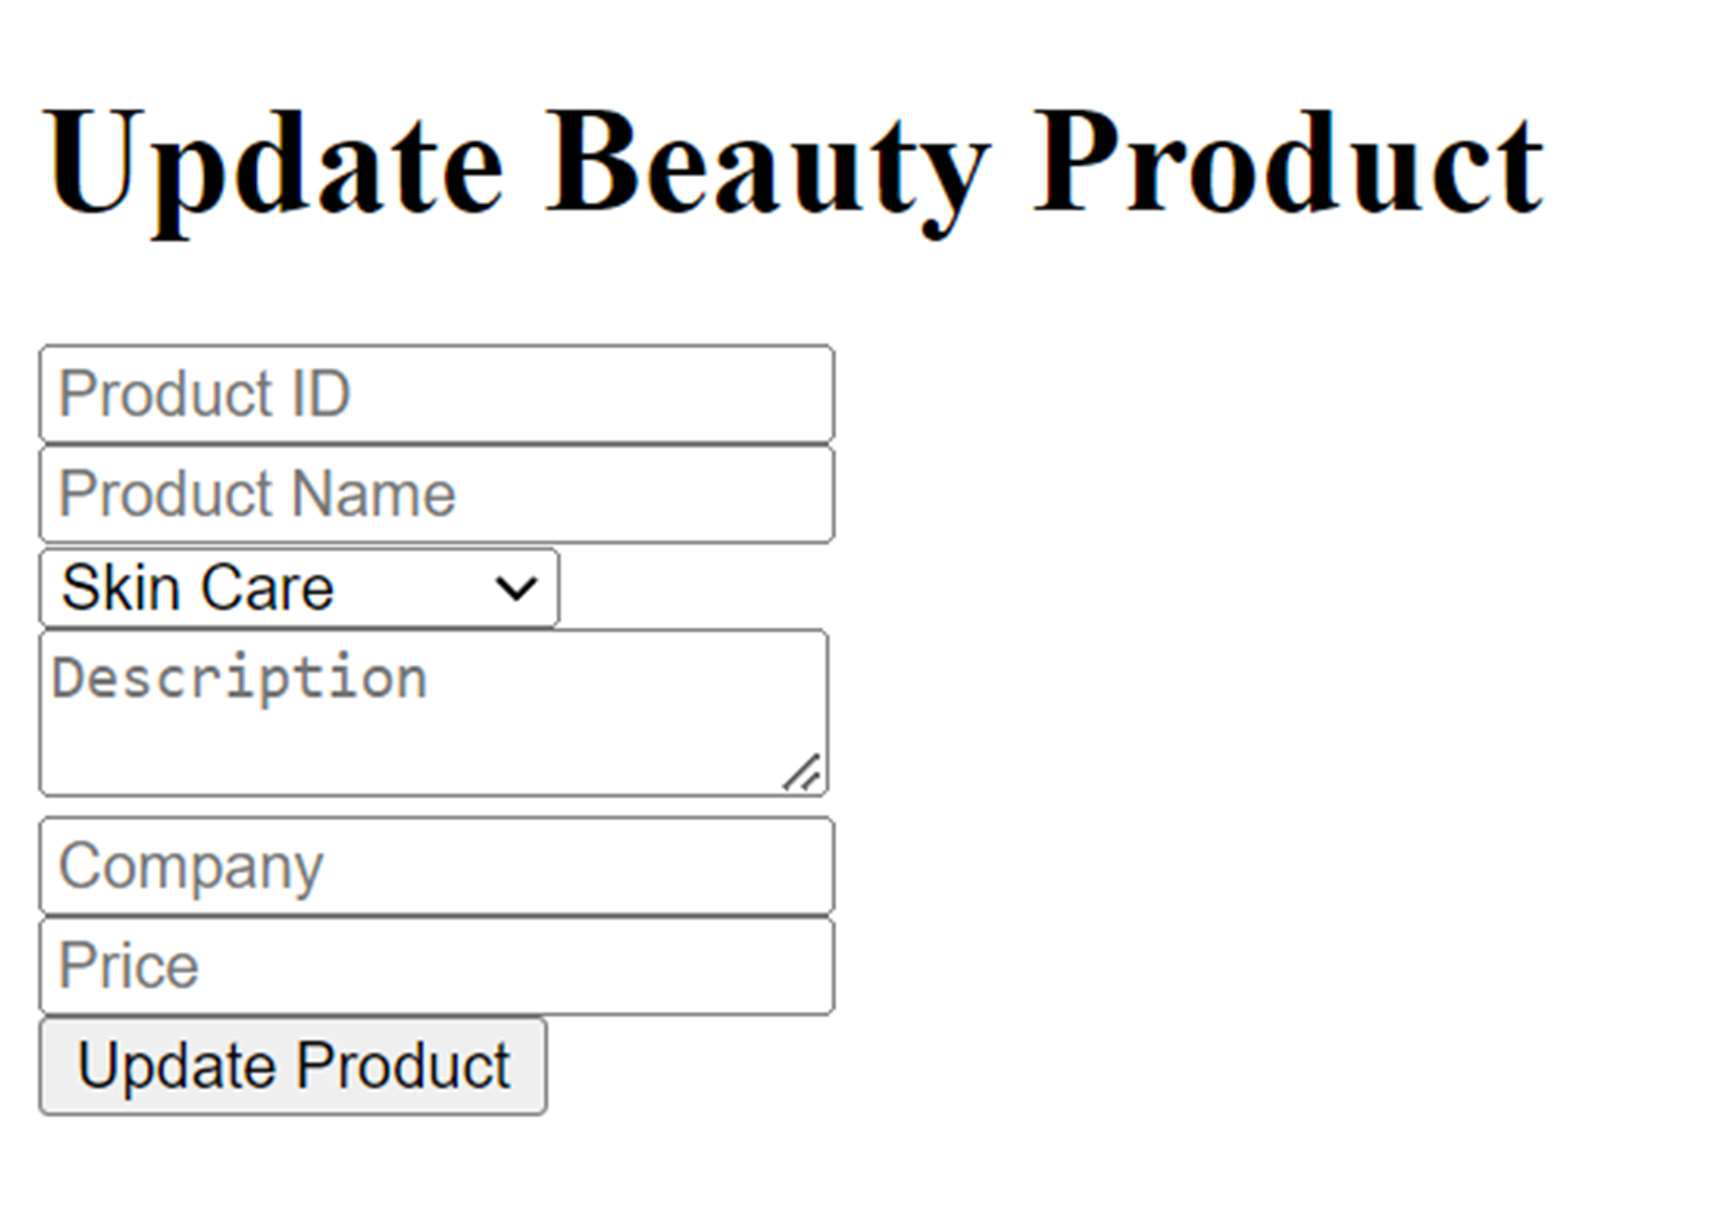 Update Beauty Product
Product ID
Product Name
Skin Care
Description
Company
Price
Update Product